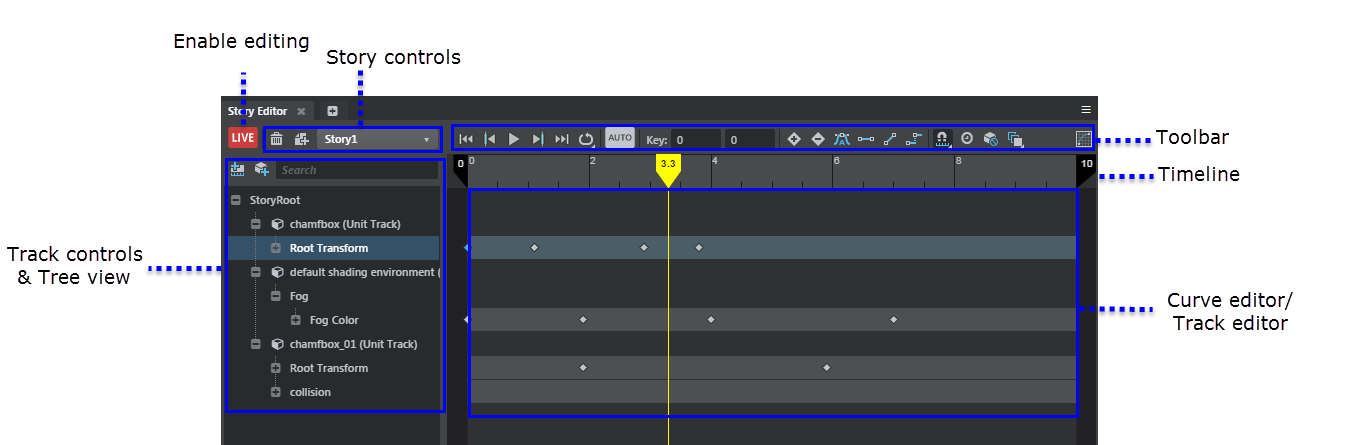 Enable editing
Story controls
Story Editor
LIVE
Story1
AUTO
Key: 0 0
Toolbar
Search
0 0 2 3.3 4 6 8 10
Timeline
StoryRoot
chamfbox (Unit Track)
Root Transform
Track controls
& Tree view
default shading environment (
Fog
Fog Color
Curve editor/
Track editor
chamfbox_01 (Unit Track)
Root Transform
collision